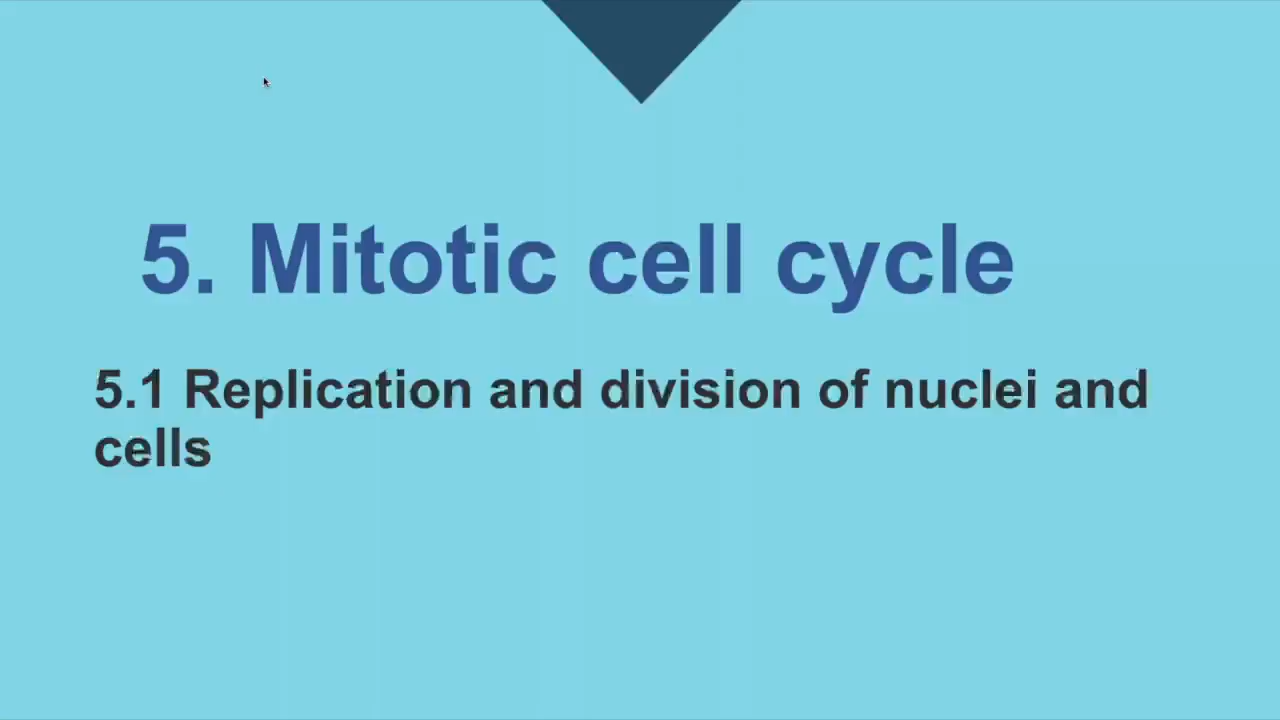 5. Mitotic cell cycle
5.1 Replication and division of nuclei and
cells